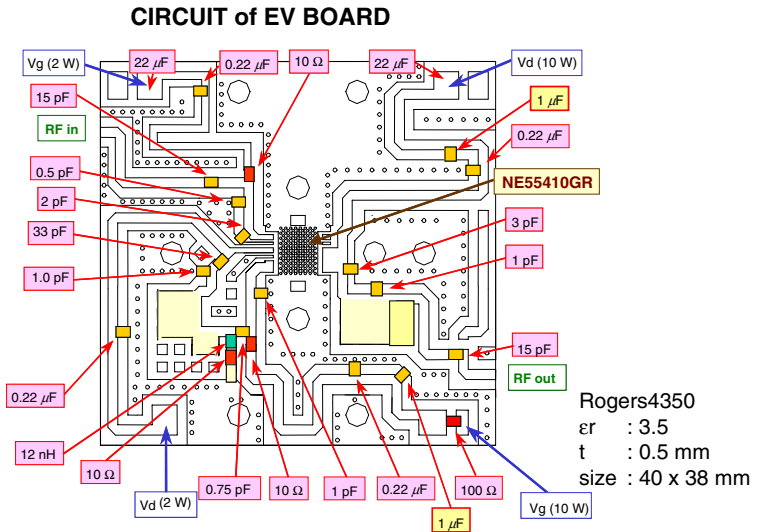 CIRCUIT of EV BOARD
Vg (2 W)
22 μF
0.22 μF
10 Ω
22 μF
Vd (10 W)
15 pF
1 μF
RF in
0.22 μF
0.5 pF
NE55410GR
2 pF
3 pF
33 pF
1 pF
1.0 pF
15 pF
RF out
0.22 μF
Rogers4350
εr : 3.5
t : 0.5 mm
size : 40 x 38 mm
12 nH
10 Ω
Vd (2 W)
0.75 pF
10 Ω
1 pF
0.22 μF
1 μF
100 Ω
Vg (10 W)